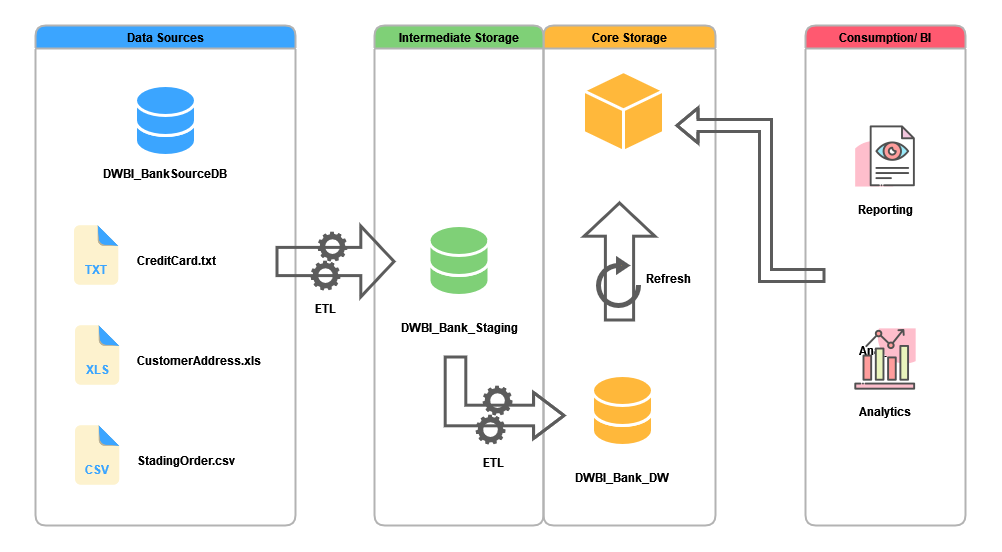 Data Sources
Intermediate Storage
Core Storage
Consumption/ BI
DWBI_BankSourceDB
TXT
CreditCard.txt
XLS
CustomerAddress.xls
CSV
StadingOrder.csv
ETL
DWBI_Bank_Staging
ETL
Refresh
DWBI_Bank_DW
Reporting
An
Analytics